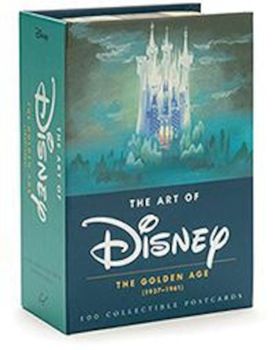 THE ART OF
DISNEY
THE GOLDEN AGE
(1937–1961)
100 COLLECTIBLE POSTCARDS
Disney
THE ART OF
DISNEY
THE GOLDEN AGE